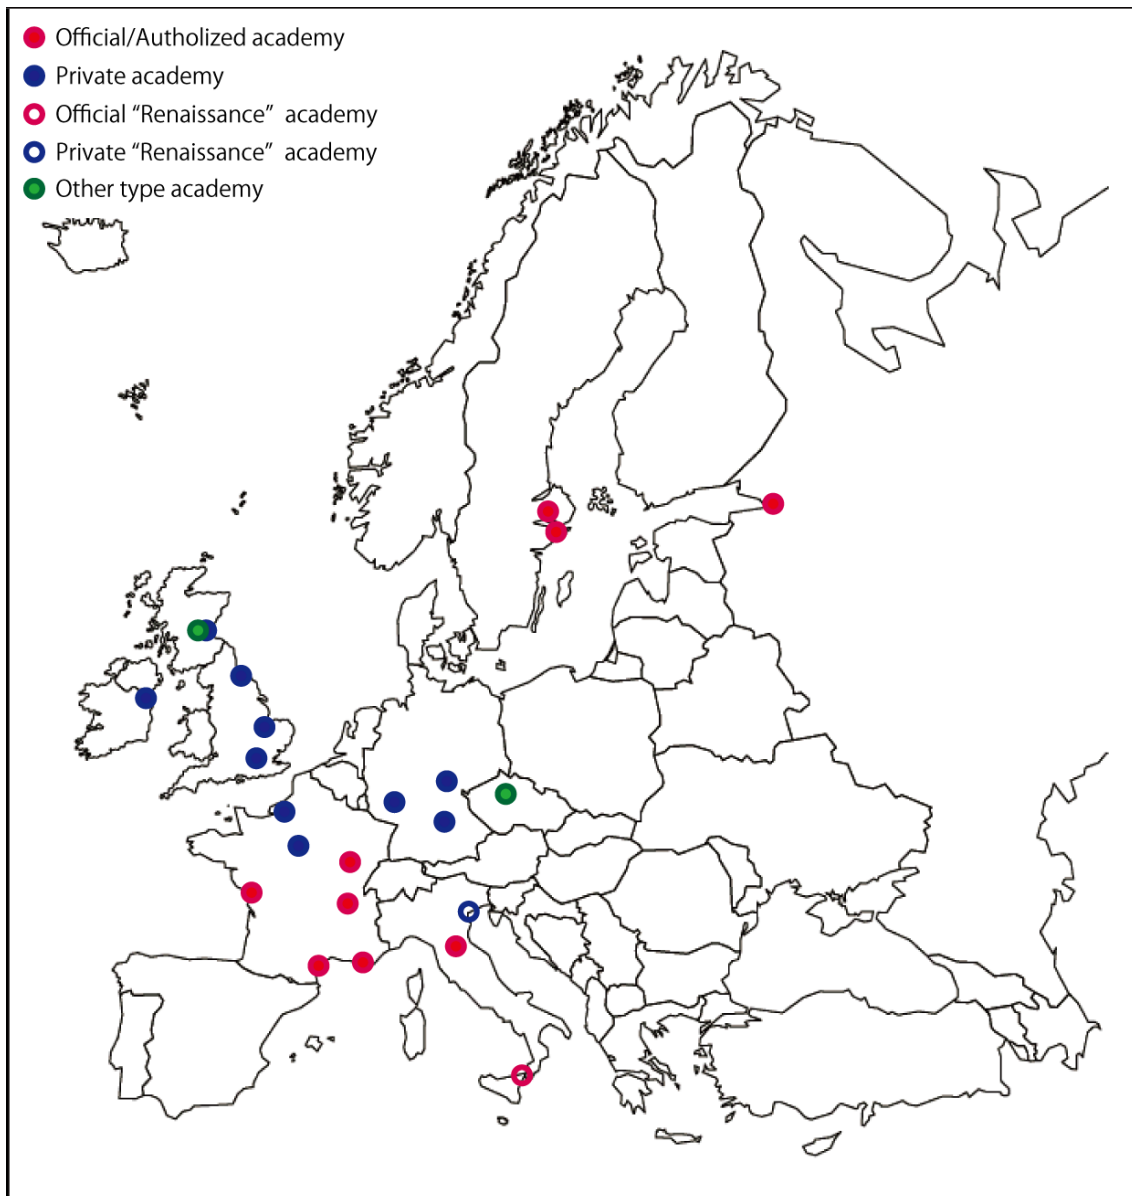 Official/Autholized academy
Private academy
Official “Renaissance” academy
Private “Renaissance” academy
Other type academy